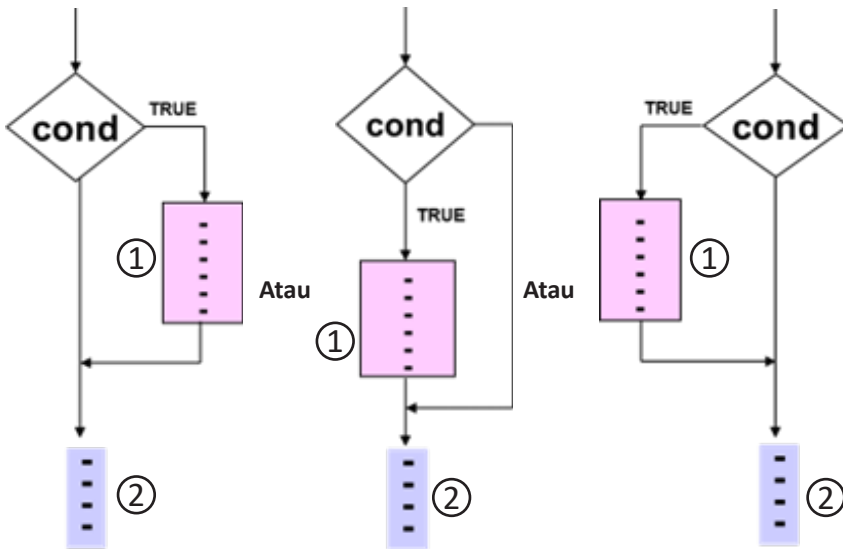 cond
TRUE
①
②
Atau
cond
TRUE
①
②
Atau
cond
TRUE
①
②